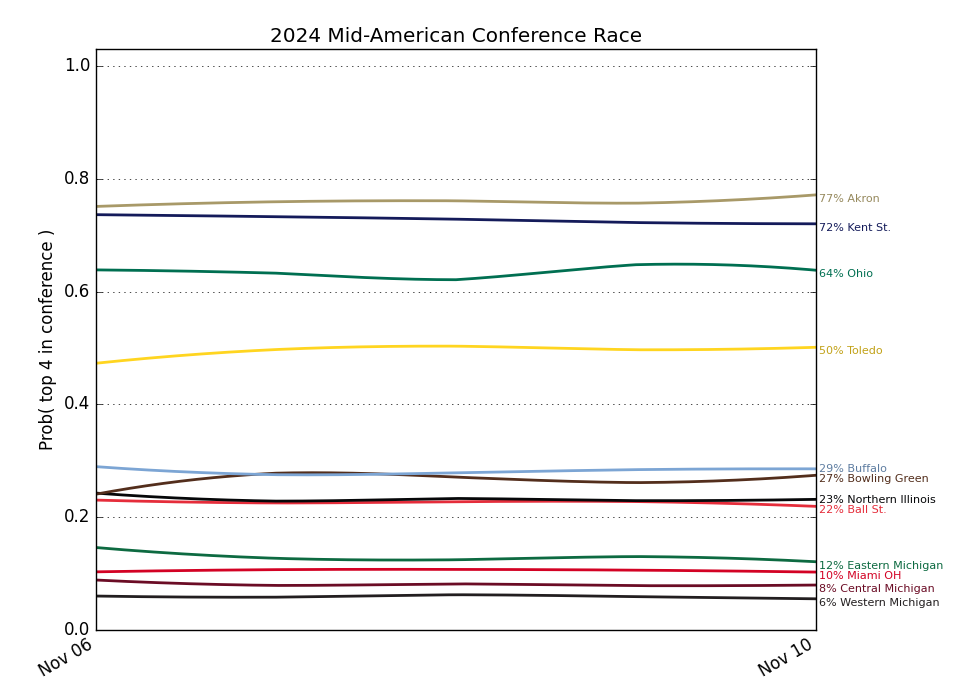 2024 Mid-American Conference Race
Prob( top 4 in conference )
1.0
0.8
0.6
0.4
0.2
0.0
Nov 06
Nov 10
77% Akron
72% Kent St.
64% Ohio
50% Toledo
29% Buffalo
27% Bowling Green
23% Northern Illinois
22% Ball St.
12% Eastern Michigan
10% Miami OH
8% Central Michigan
6% Western Michigan